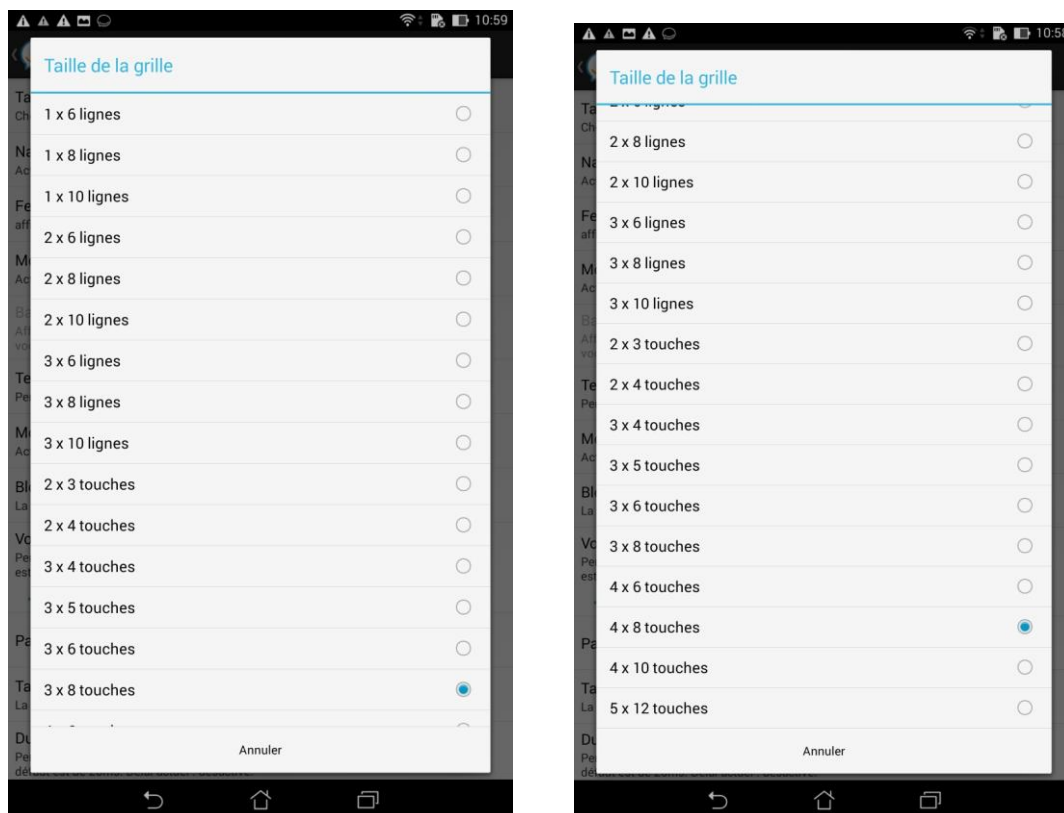 10:59
Taille de la grille
1 x 6 lignes
1 x 8 lignes
1 x 10 lignes
2 x 6 lignes
2 x 8 lignes
2 x 10 lignes
3 x 6 lignes
3 x 8 lignes
3 x 10 lignes
2 x 3 touches
2 x 4 touches
3 x 4 touches
3 x 5 touches
3 x 6 touches
3 x 8 touches
Annuler
10:58
Taille de la grille
2 x 8 lignes
2 x 10 lignes
3 x 6 lignes
3 x 8 lignes
3 x 10 lignes
2 x 3 touches
2 x 4 touches
3 x 4 touches
3 x 5 touches
3 x 6 touches
3 x 8 touches
4 x 6 touches
4 x 8 touches
4 x 10 touches
5 x 12 touches
Annuler